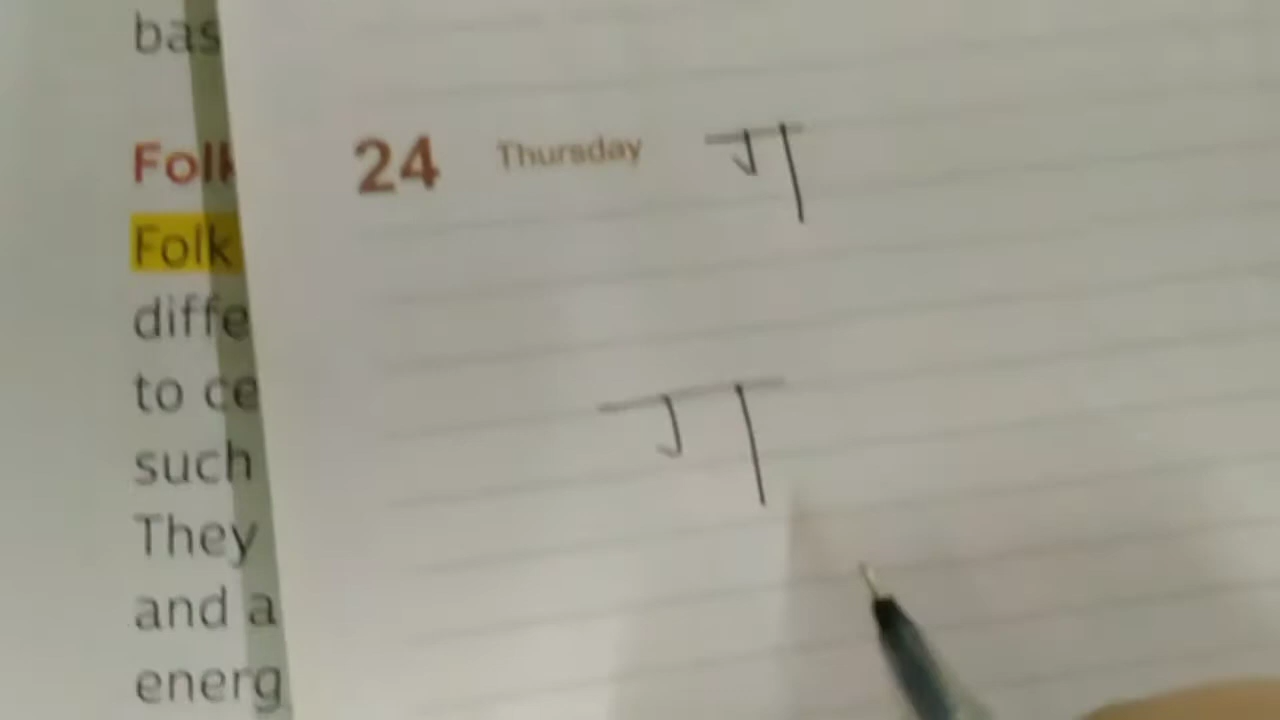 bas
Folk
Folk
diffe
to ce
such
They
and a
energ
24 Thursday ग
ग